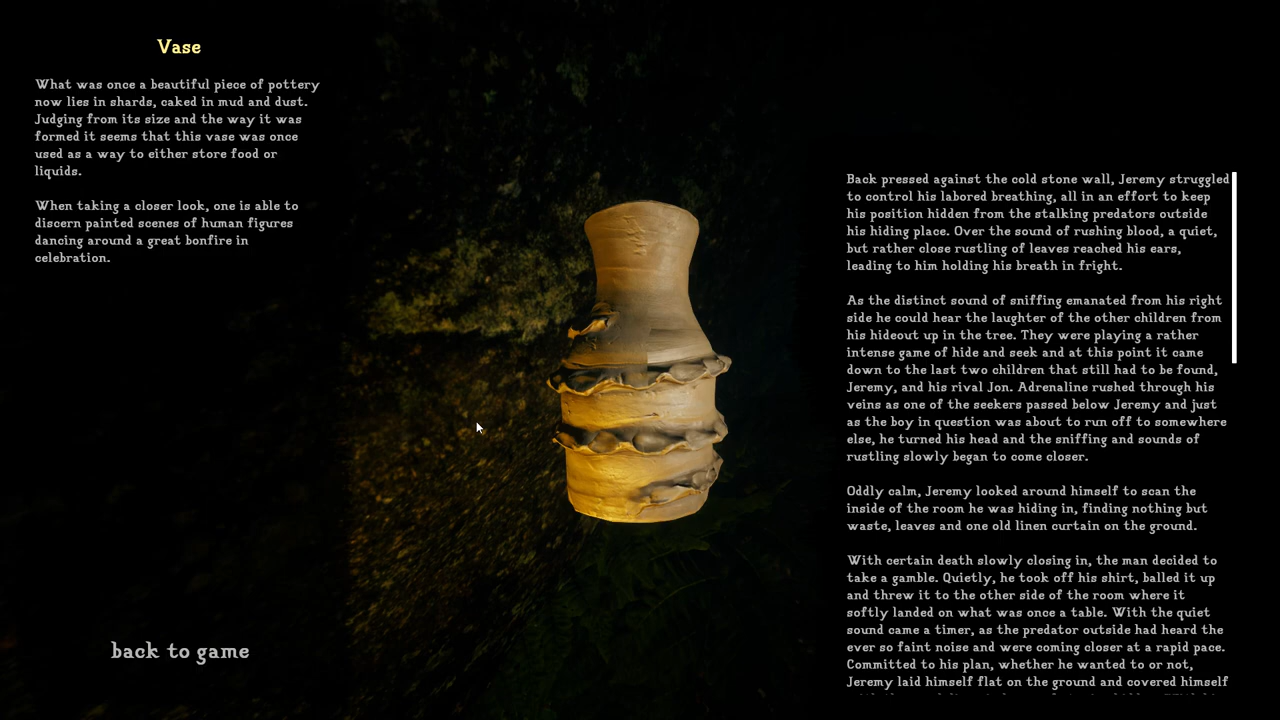 Vase
What was once a beautiful piece of pottery
now lies in shards, caked in mud and dust.
Judging from its size and the way it was
formed it seems that this vase was once
used as a way to either store food or
liquids.
When taking a closer look, one is able to
discern painted scenes of human figures
dancing around a great bonfire in
celebration.
back to game
Back pressed against the cold stone wall, Jeremy struggled
to control his labored breathing, all in an effort to keep
his position hidden from the stalking predators outside
his hiding place. Over the sound of rushing blood, a quiet,
but rather close rustling of leaves reached his ears,
leading to him holding his breath in fright.
As the distinct sound of sniffing emanated from his right
side he could hear the laughter of the other children from
his hideout up in the tree. They were playing a rather
intense game of hide and seek and at this point it came
down to the last two children that still had to be found,
Jeremy, and his rival Jon. Adrenaline rushed through his
veins as one of the seekers passed below Jeremy and just
as the boy in question was about to run off to somewhere
else, he turned his head and the sniffing and sounds of
rustling slowly began to come closer.
Oddly calm, Jeremy looked around himself to scan the
inside of the room he was hiding in, finding nothing but
waste, leaves and one old linen curtain on the ground.
With certain death slowly closing in, the man decided to
take a gamble. Quietly, he took off his shirt, balled it up
and threw it to the other side of the room where it
softly landed on what was once a table. With the quiet
sound came a timer, as the predator outside had heard the
ever so faint noise and were coming closer at a rapid pace.
Committed to his plan, whether he wanted to or not,
Jeremy laid himself flat on the ground and covered himself